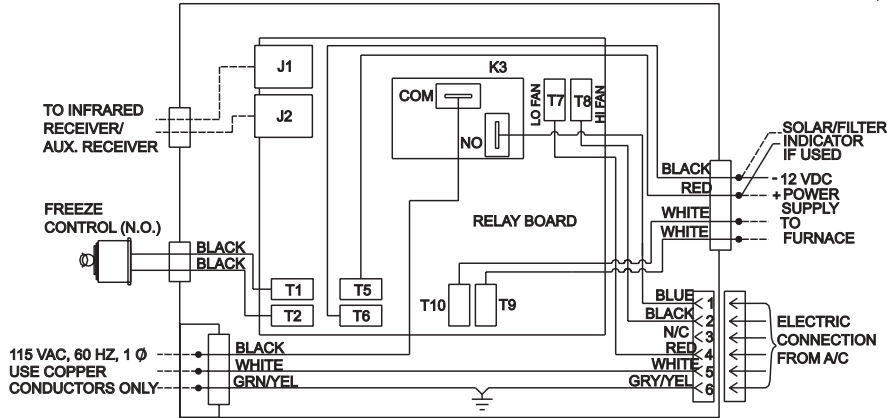 TO INFRARED
RECEIVER/
AUX. RECEIVER
J1
J2
K3
COM
NO
LO FAN
T7
T8
HI FAN
SOLAR/FILTER
INDICATOR
IF USED
BLACK
- 12 VDC
RED
+ POWER
SUPPLY
WHITE
TO
WHITE
FURNACE
FREEZE
CONTROL (N.O.)
BLACK
BLACK
RELAY BOARD
T1
T5
T2
T6
T10
T9
BLUE
1
BLACK
2
N/C
3
RED
4
WHITE
5
GRY/YEL
6
ELECTRIC
CONNECTION
FROM A/C
115 VAC, 60 HZ, 1 Ø
USE COPPER
CONDUCTORS ONLY
BLACK
WHITE
GRN/YEL